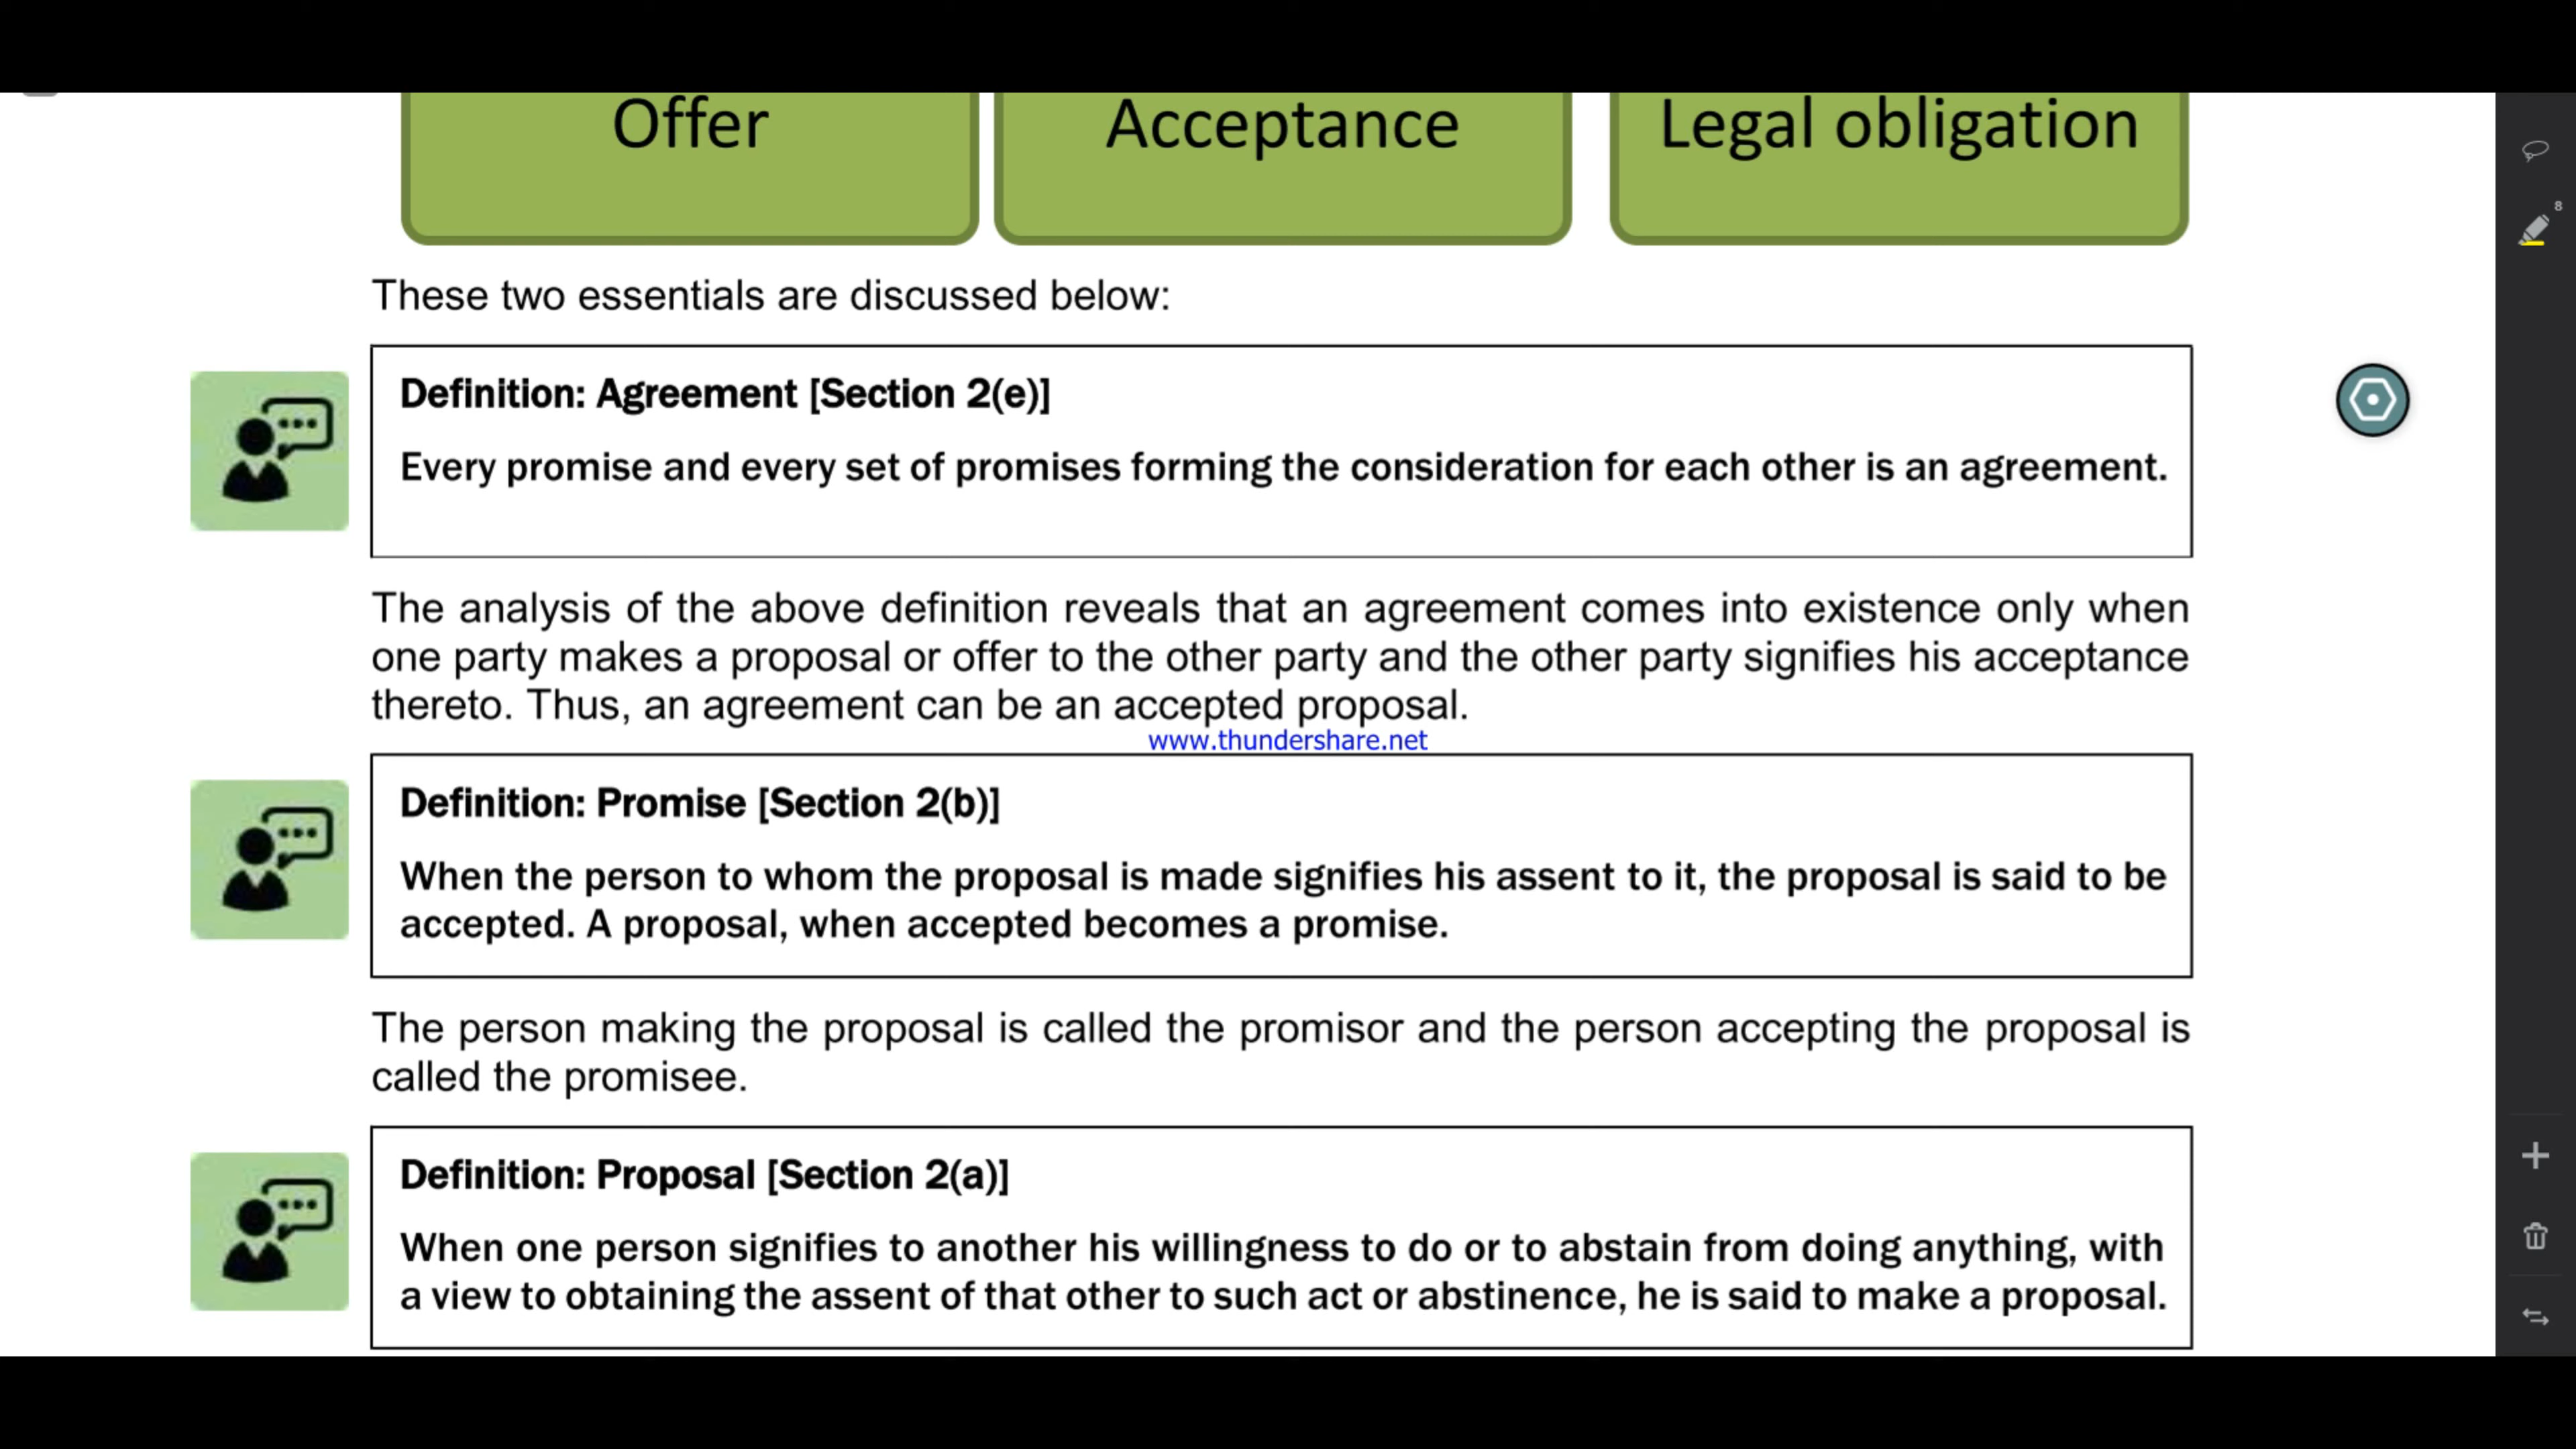 Offer
Acceptance
Legal obligation
8
These two essentials are discussed below:
Definition: Agreement [Section 2(e)]
Every promise and every set of promises forming the consideration for each other is an agreement.
The analysis of the above definition reveals that an agreement comes into existence only when
one party makes a proposal or offer to the other party and the other party signifies his acceptance
thereto. Thus, an agreement can be an accepted proposal.
www.thundershare.net
Definition: Promise [Section 2(b)]
When the person to whom the proposal is made signifies his assent to it, the proposal is said to be
accepted. A proposal, when accepted becomes a promise.
The person making the proposal is called the promisor and the person accepting the proposal is
called the promisee.
Definition: Proposal [Section 2(a)]
When one person signifies to another his willingness to do or to abstain from doing anything, with
a view to obtaining the assent of that other to such act or abstinence, he is said to make a proposal.